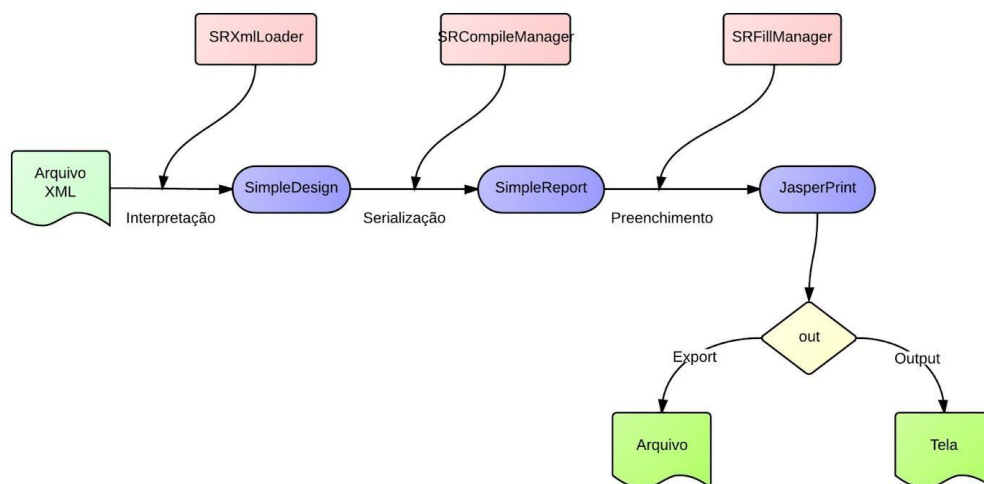 SRXmlLoader
SRCompileManager
SRFillManager
Arquivo
XML
SimpleDesign
SimpleReport
JasperPrint
Interpretação
Serialização
Preenchimento
out
Export
Output
Arquivo
Tela